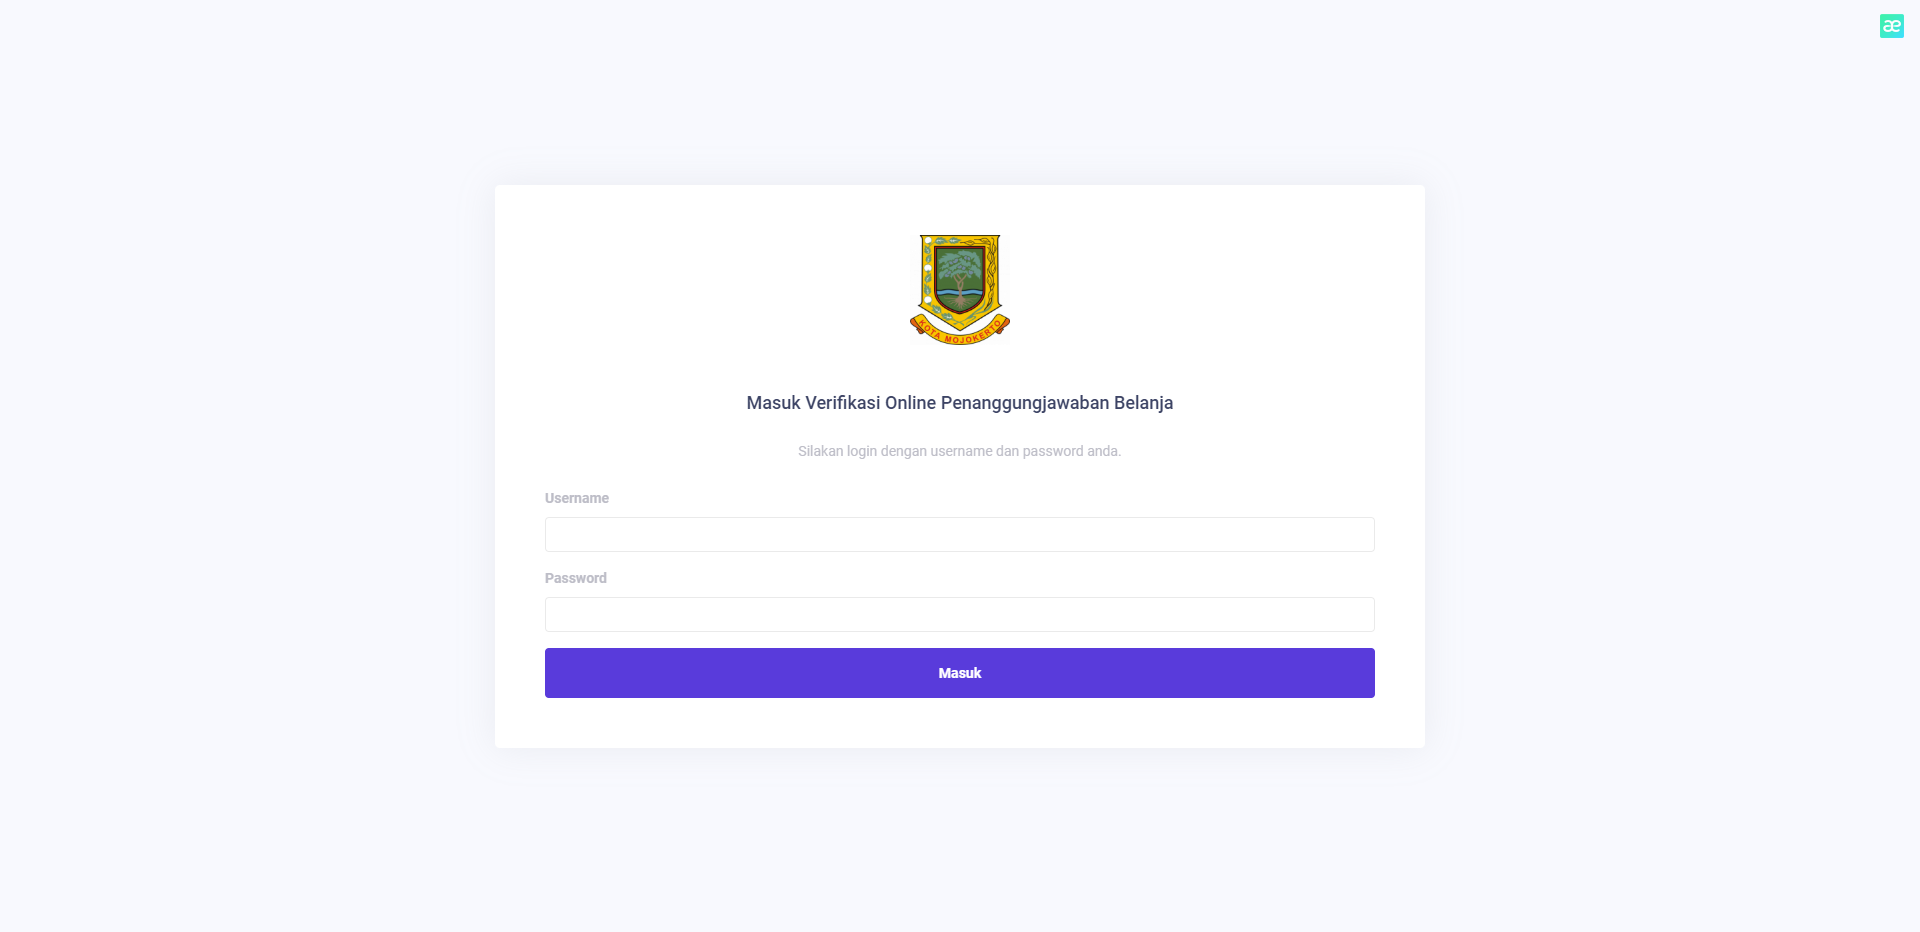 æ
KOTA MOJOKERTO
Masuk Verifikasi Online Penanggungjawaban Belanja
Silakan login dengan username dan password anda.
Username
Password
Masuk